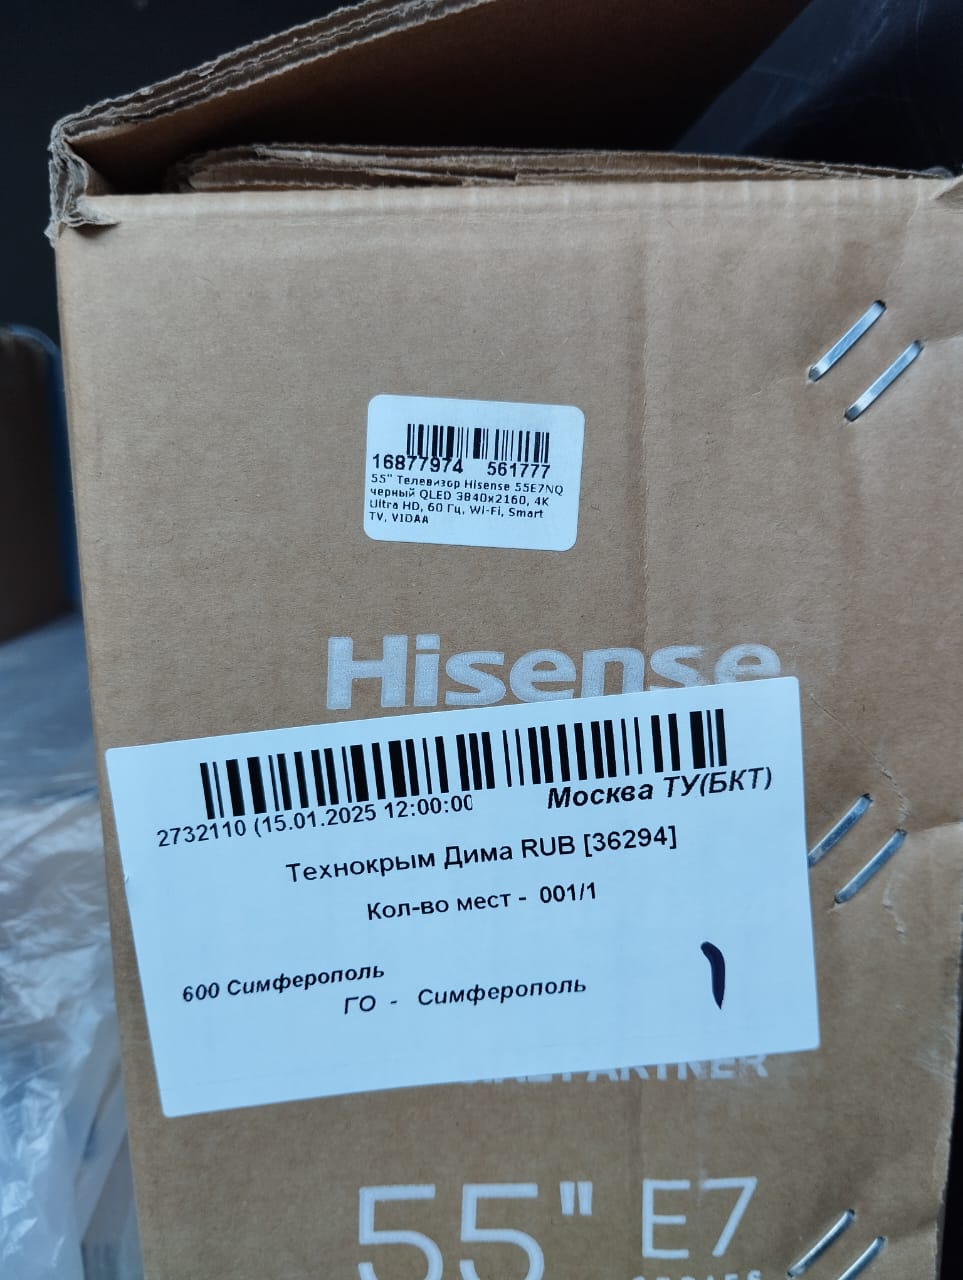 16877974 561777
55" Телевизор Hisense 55E7NQ
черный QLED 3840x2160, 4K
Ultra HD, 60 Гц, Wi-Fi, Smart
TV, VIDAA
Hisense
2732110 (15.01.2025 12:00:00
Москва ТУ(БКТ)
Технокрым Дима RUB [36294]
Кол-во мест - 001/1
600 Симферополь
ГО - Симферополь
55" E7